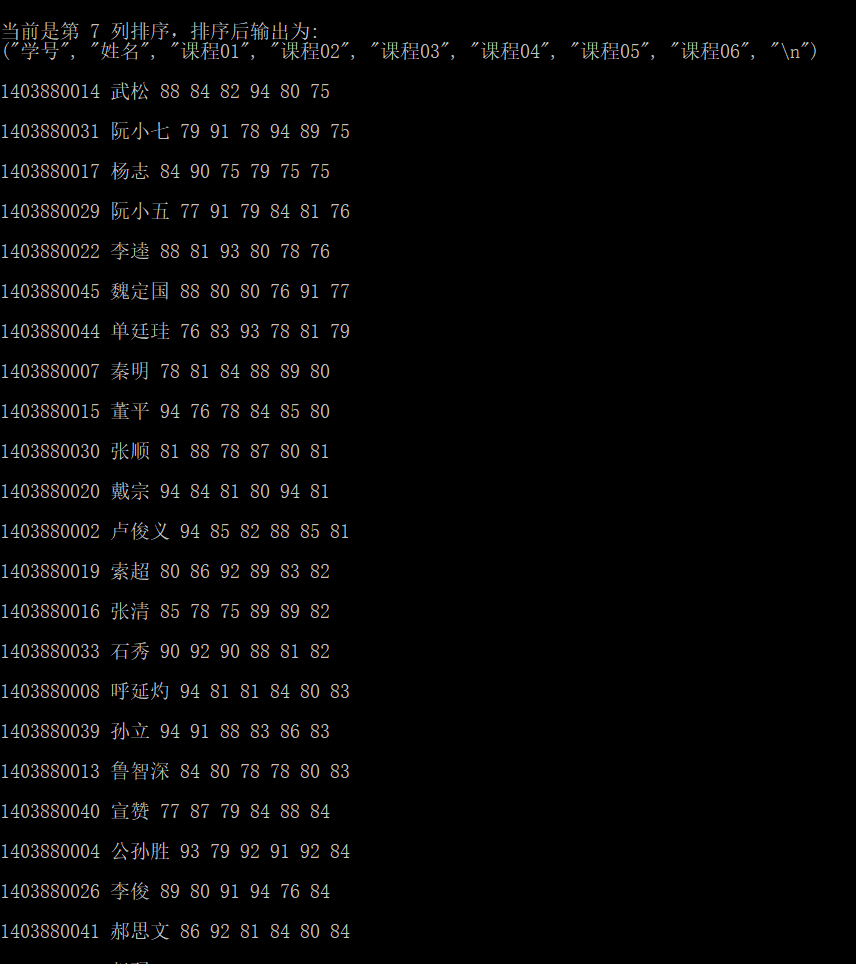 当前是第 7 列排序，排序后输出为:
("学号", "姓名", "课程01", "课程02", "课程03", "课程04", "课程05", "课程06", "\n")
1403880014 武松 88 84 82 94 80 75
1403880031 阮小七 79 91 78 94 89 75
1403880017 杨志 84 90 75 79 75 75
1403880029 阮小五 77 91 79 84 81 76
1403880022 李逵 88 81 93 80 78 76
1403880045 魏定国 88 80 80 76 91 77
1403880044 单廷珪 76 83 93 78 81 79
1403880007 秦明 78 81 84 88 89 80
1403880015 董平 94 76 78 84 85 80
1403880030 张顺 81 88 78 87 80 81
1403880020 戴宗 94 84 81 80 94 81
1403880002 卢俊义 94 85 82 88 85 81
1403880019 索超 80 86 92 89 83 82
1403880016 张清 85 78 75 89 89 82
1403880033 石秀 90 92 90 88 81 82
1403880008 呼延灼 94 81 81 84 80 83
1403880039 孙立 94 91 88 83 86 83
1403880013 鲁智深 84 80 78 78 80 83
1403880040 宣赞 77 87 79 84 88 84
1403880004 公孙胜 93 79 92 91 92 84
1403880026 李俊 89 80 91 94 76 84
1403880041 郝思文 86 92 81 84 80 84